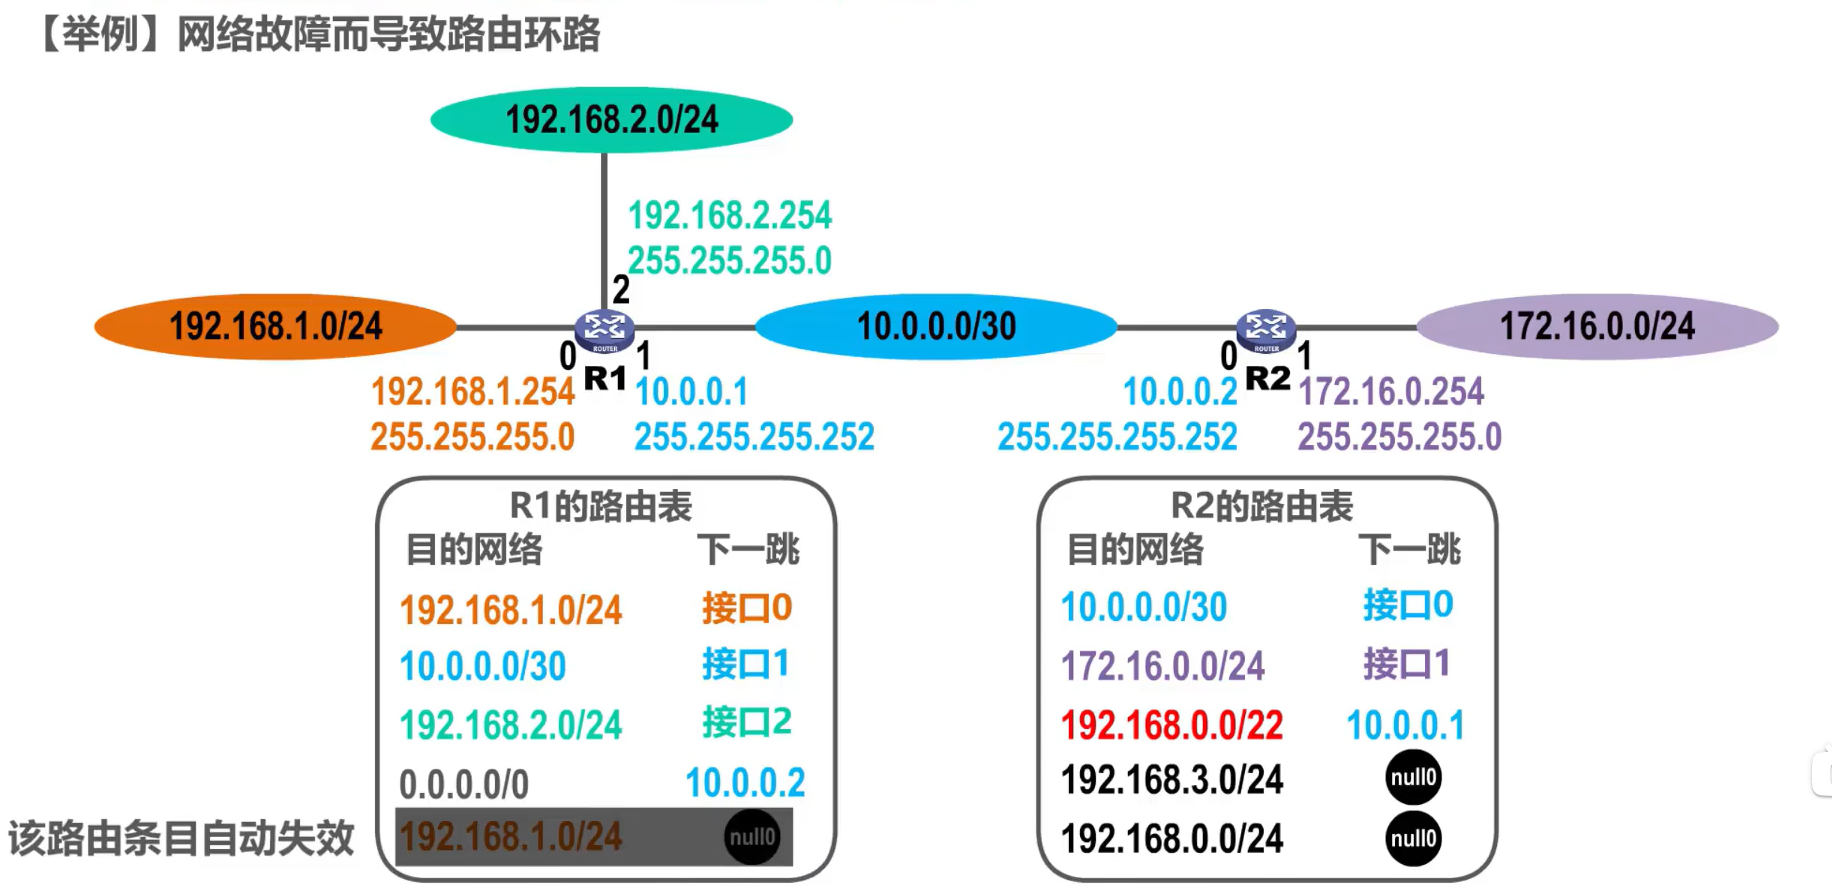 【举例】网络故障而导致路由环路
192.168.2.0/24
192.168.2.254
255.255.255.0
2
192.168.1.0/24
10.0.0.0/30
172.16.0.0/24
ROUTER
ROUTER
0 R1 1
0 R2 1
192.168.1.254
255.255.255.0
10.0.0.1
255.255.255.252
10.0.0.2
255.255.255.252
172.16.0.254
255.255.255.0
R1的路由表
目的网络 下一跳
192.168.1.0/24 接口0
10.0.0.0/30 接口1
192.168.2.0/24 接口2
0.0.0.0/0 10.0.0.2
该路由条目自动失效
192.168.1.0/24 null0
R2的路由表
目的网络 下一跳
10.0.0.0/30 接口0
172.16.0.0/24 接口1
192.168.0.0/22 10.0.0.1
192.168.3.0/24 null0
192.168.0.0/24 null0